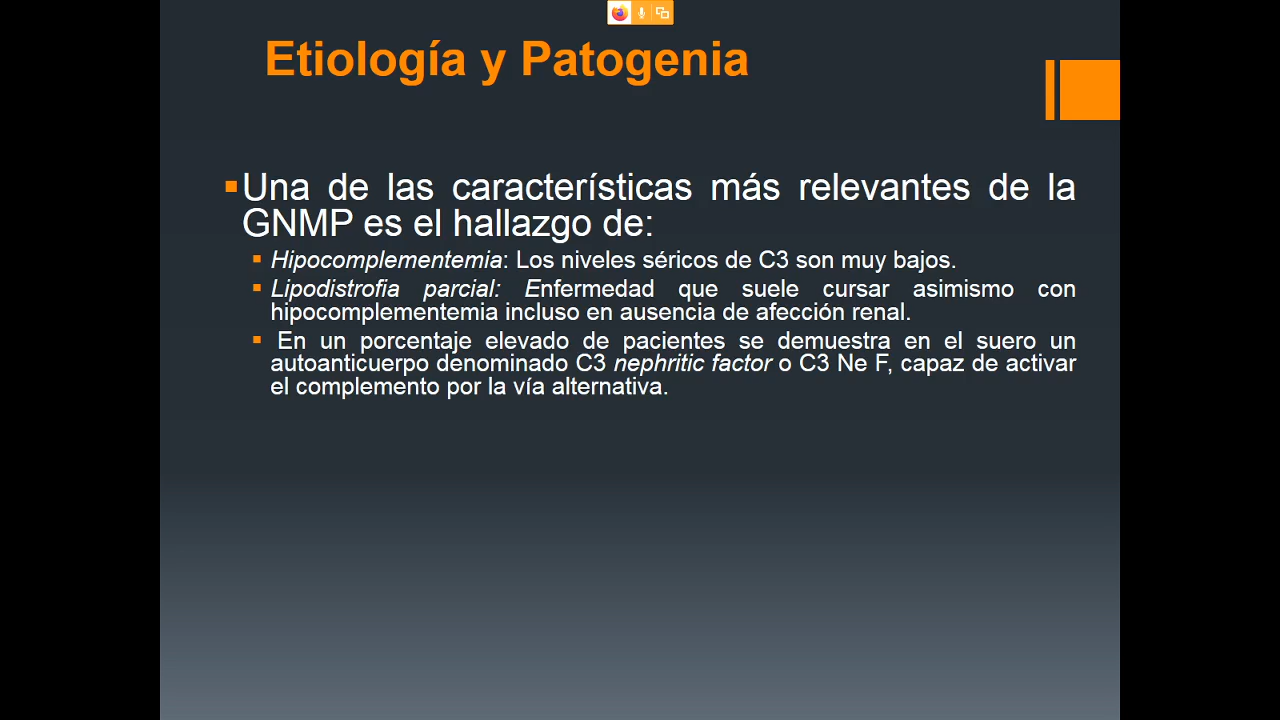 Etiología y Patogenia
Una de las características más relevantes de la
GNMP es el hallazgo de:
Hipocomplementemia: Los niveles séricos de C3 son muy bajos.
Lipodistrofia parcial: Enfermedad que suele cursar asimismo con
hipocomplementemia incluso en ausencia de afección renal.
En un porcentaje elevado de pacientes se demuestra en el suero un
autoanticuerpo denominado C3 nephritic factor o C3 Ne F, capaz de activar
el complemento por la vía alternativa.